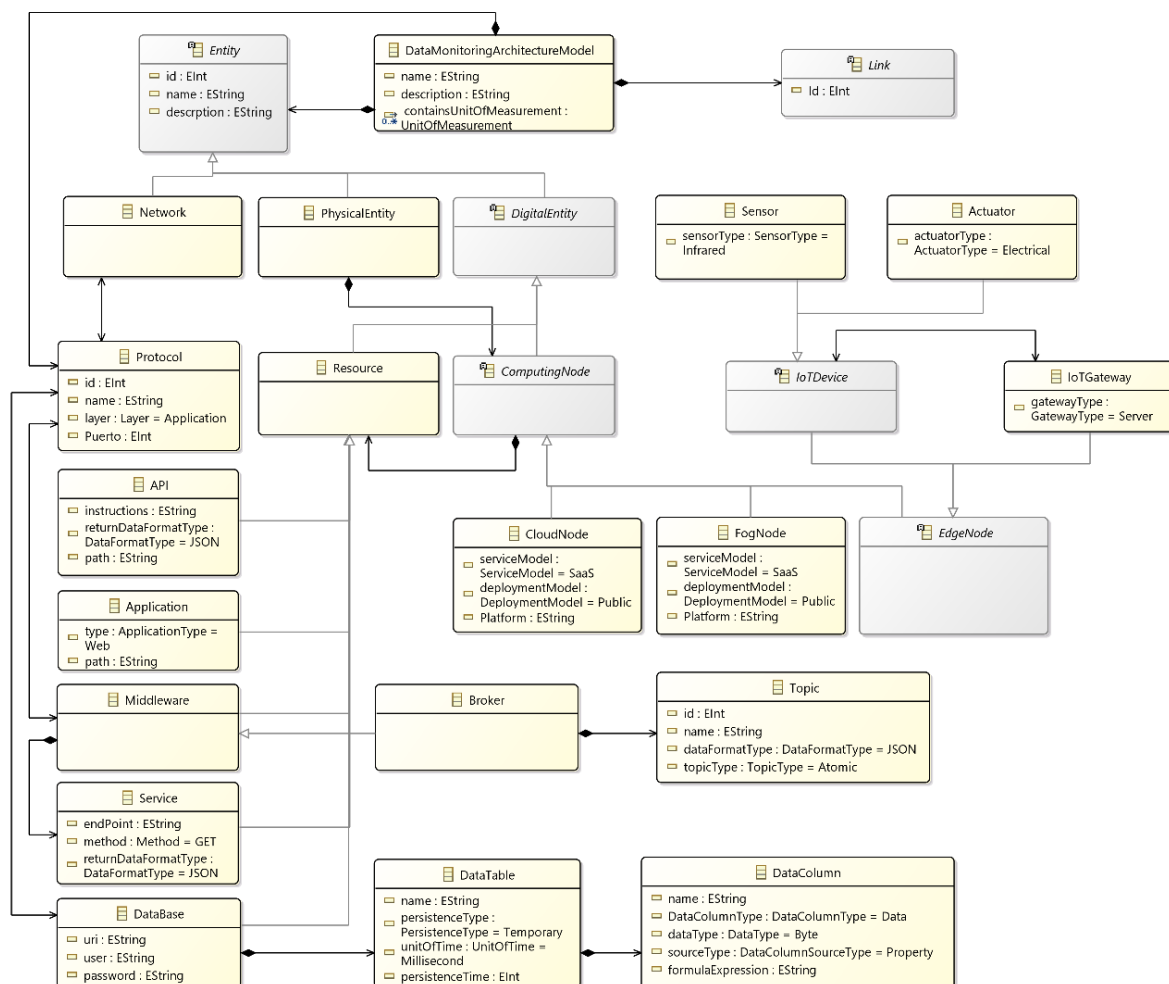 Entity
id : EInt
name : EString
descrption : EString
DataMonitoringArchitectureModel
name : EString
description : EString
containsUnitOfMeasurement :
0..*
UnitOfMeasurement
Link
Id : EInt
Network
PhysicalEntity
DigitalEntity
Sensor
sensorType : SensorType =
Infrared
Actuator
actuatorType :
ActuatorType = Electrical
Protocol
id : EInt
name : EString
layer : Layer = Application
Puerto : EInt
Resource
ComputingNode
IoTDevice
IoTGateway
gatewayType :
GatewayType = Server
API
instructions : EString
returnDataFormatType :
DataFormatType = JSON
path : EString
CloudNode
serviceModel :
ServiceModel = SaaS
deploymentModel :
DeploymentModel = Public
Platform : EString
FogNode
serviceModel :
ServiceModel = SaaS
deploymentModel :
DeploymentModel = Public
Platform : EString
EdgeNode
Application
type : ApplicationType =
Web
path : EString
Middleware
Broker
Topic
id : EInt
name : EString
dataFormatType : DataFormatType = JSON
topicType : TopicType = Atomic
Service
endPoint : EString
method : Method = GET
returnDataFormatType :
DataFormatType = JSON
DataBase
uri : EString
user : EString
password : EString
DataTable
name : EString
persistenceType :
PersistenceType = Temporary
unitOfTime : UnitOfTime =
Millisecond
persistenceTime : EInt
DataColumn
name : EString
DataColumnType : DataColumnType = Data
dataType : DataType = Byte
sourceType : DataColumnSourceType = Property
formulaExpression : EString